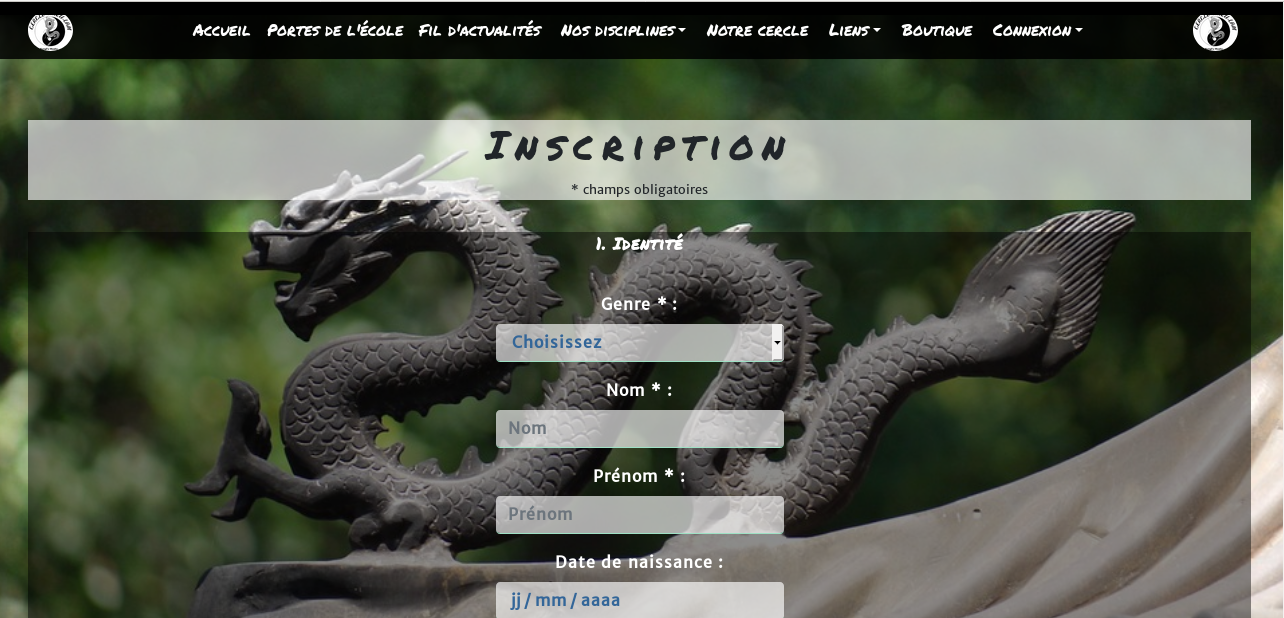 Accueil Portes de l'école Fil d'actualités Nos disciplines Notre cercle Liens Boutique Connexion
Inscription
* champs obligatoires
1. Identité
Genre * :
Choisissez
Nom * :
Nom
Prénom * :
Prénom
Date de naissance :
jj / mm / aaaa